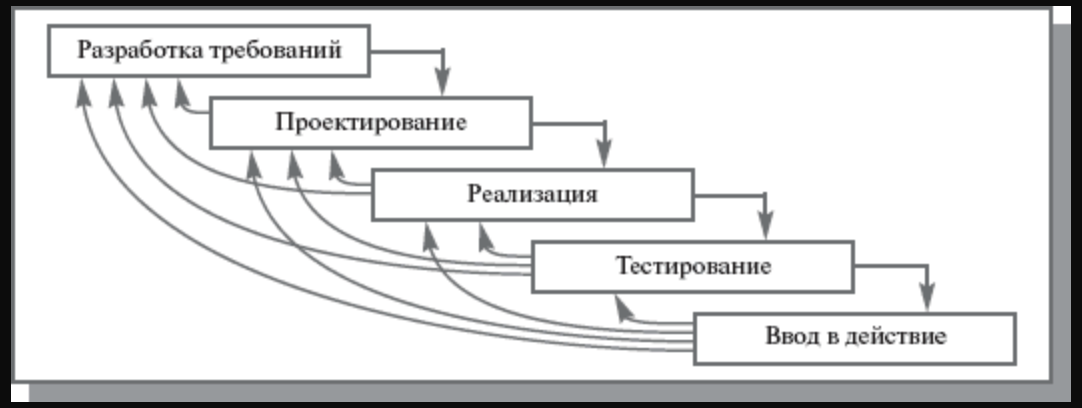 Разработка требований
Проектирование
Реализация
Тестирование
Ввод в действие